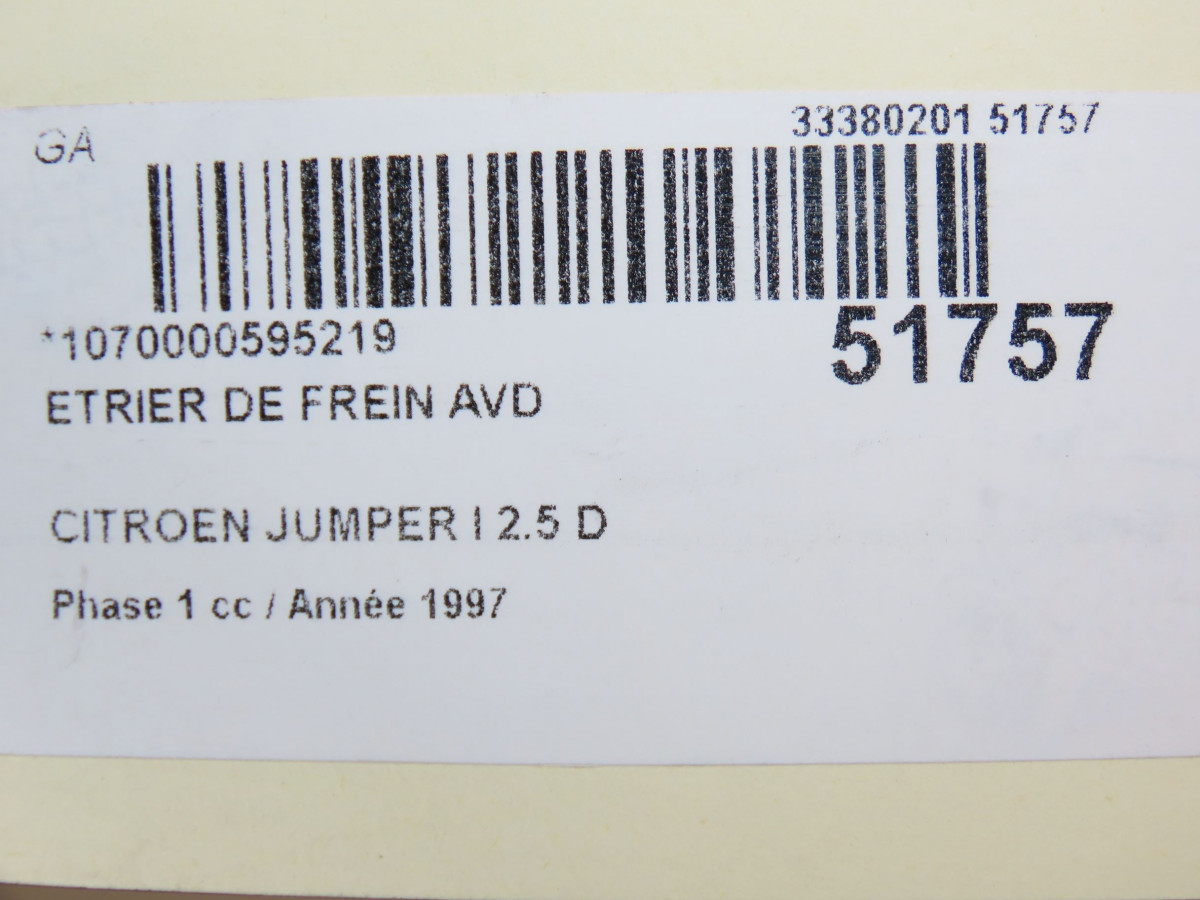 GA
33380201 51757
*1070000595219
51757
ETRIER DE FREIN AVD
CITROEN JUMPER I 2.5 D
Phase 1 cc / Année 1997